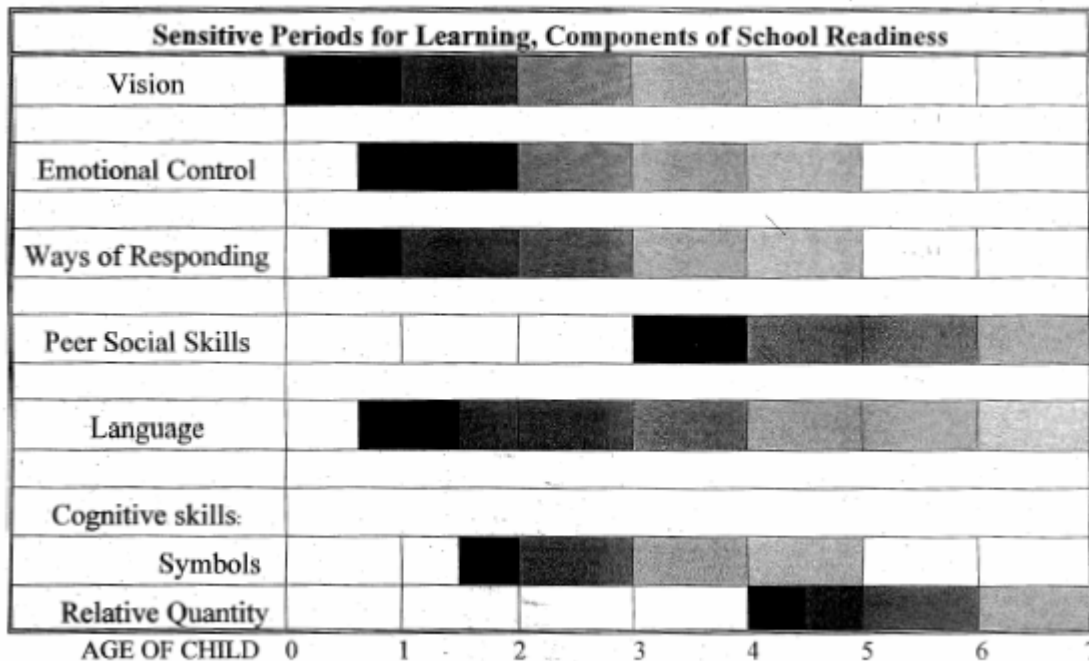 Sensitive Periods for Learning, Components of School Readiness
Vision
Emotional Control
Ways of Responding
Peer Social Skills
Language
Cognitive skills:
Symbols
Relative Quantity
AGE OF CHILD 0 1 2 3 4 5 6